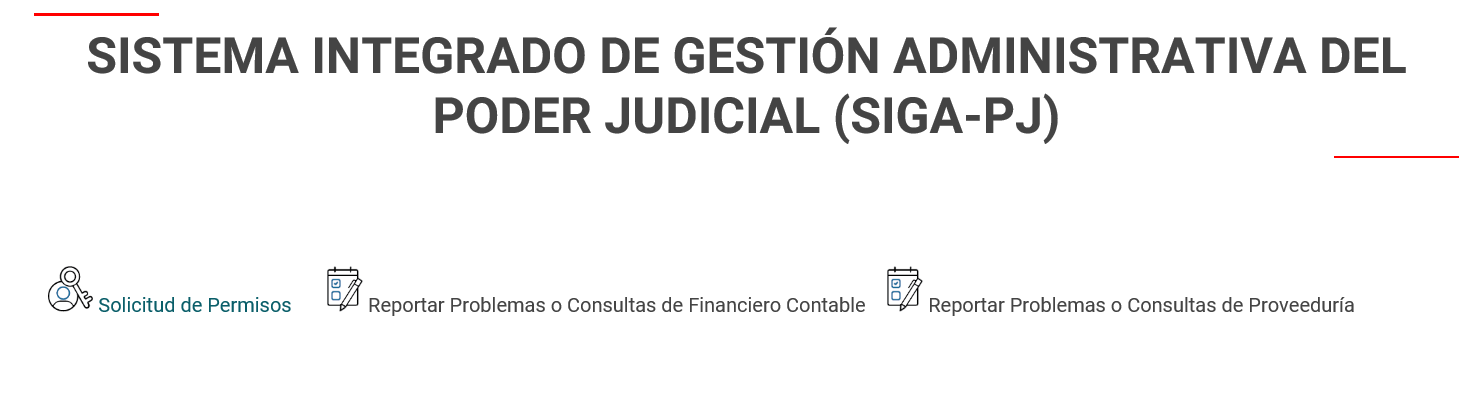 SISTEMA INTEGRADO DE GESTIÓN ADMINISTRATIVA DEL
PODER JUDICIAL (SIGA-PJ)
Solicitud de Permisos
Reportar Problemas o Consultas de Financiero Contable
Reportar Problemas o Consultas de Proveeduría